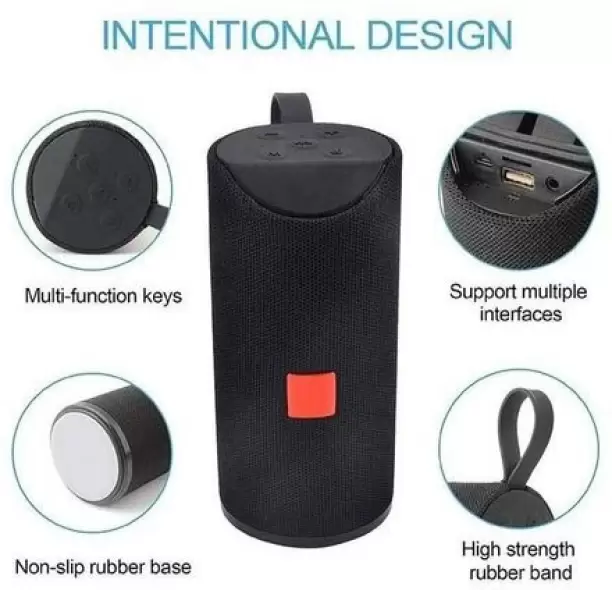 INTENTIONAL DESIGN
Multi-function keys
Support multiple
interfaces
Non-slip rubber base
High strength
rubber band